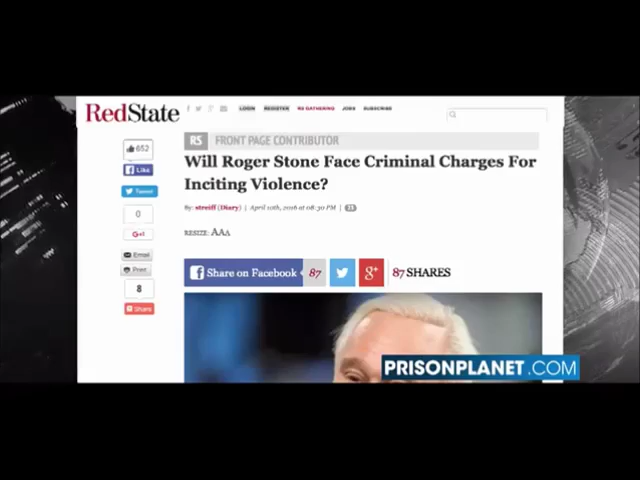 RedState
LOGIN REGISTER RS GATHERING JOBS SUBSCRIBE
RS FRONT PAGE CONTRIBUTOR
652
Like
Will Roger Stone Face Criminal Charges For
Inciting Violence?
Tweet
By: streiff (Diary) | April 10th, 2016 at 08:30 PM | 25
0
G+1
RESIZE: AAA
Email
Print
8
Share
f Share on Facebook 87
g+
87 SHARES
PRISONPLANET.COM